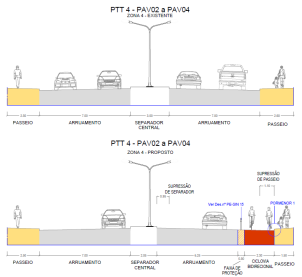 PTT 4 - PAV02 a PAV04
ZONA 4 - EXISTENTE
PASSEIO
ARRUAMENTO
SEPARADOR
CENTRAL
ARRUAMENTO
PASSEIO
PTT 4 - PAV02 a PAV04
ZONA 4 - PROPOSTO
SUPRESSÃO
DE PASSEIO
SUPRESSÃO
DE SEPARADOR
PORMENOR 1
PASSEIO
ARRUAMENTO
SEPARADOR
CENTRAL
ARRUAMENTO
FAIXA DE
PROTEÇÃO
CICLOVIA
BIDIRECIONAL
PASSEIO